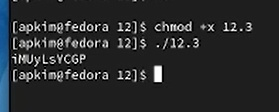 [apkim@fedora 12]$ chmod +x 12.3
[apkim@fedora 12]$ ./12.3
iMUyLsYCGP
[apkim@fedora 12]$